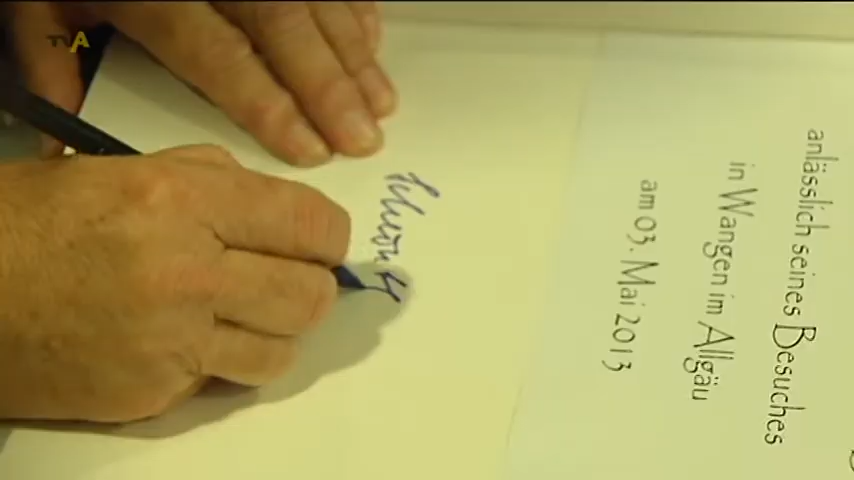 TVA
anlässlich seines Besuches
in Wangen im Allgäu
am 03. Mai 2013